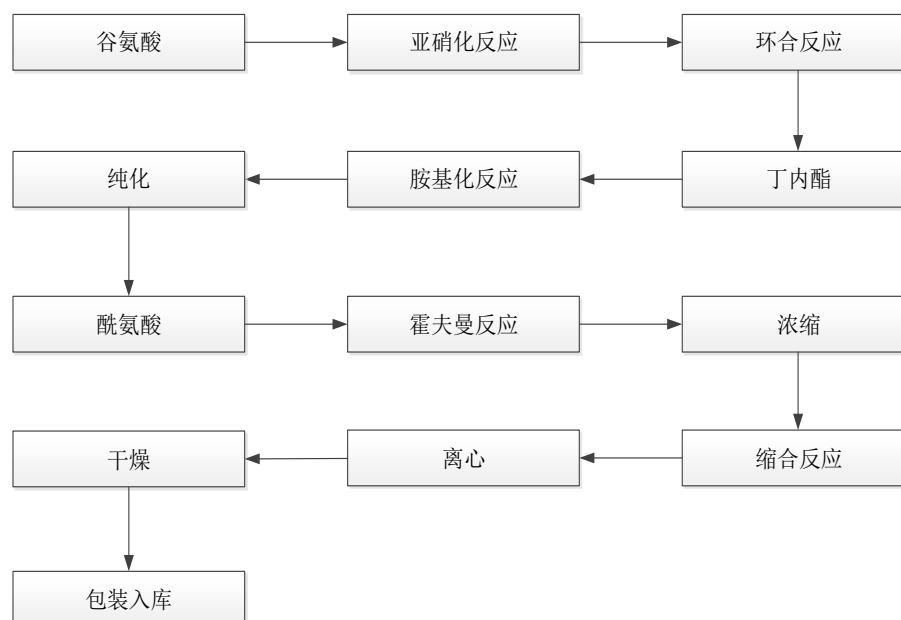 谷氨酸
亚硝化反应
环合反应
丁内酯
胺基化反应
纯化
酰氨酸
霍夫曼反应
浓缩
缩合反应
离心
干燥
包装入库